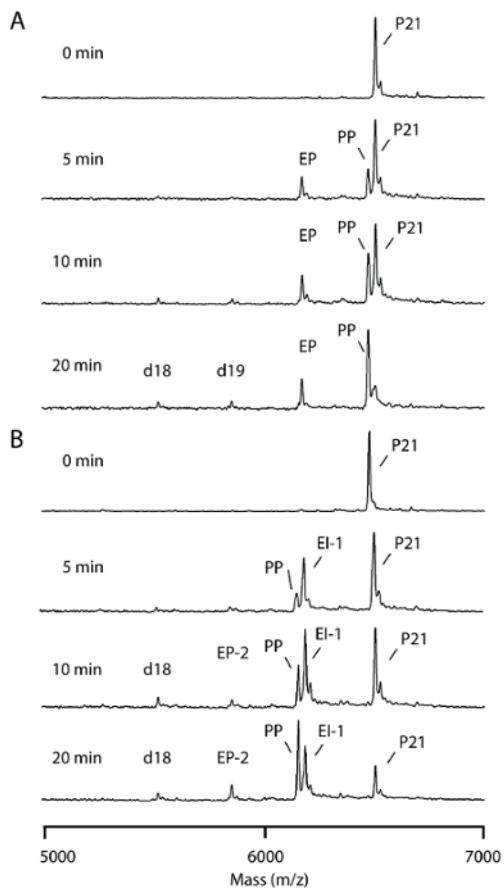 A
P21
0 min
5 min
EP
PP
P21
10 min
EP
PP
P21
20 min
d18
d19
EP
PP
B
0 min
P21
5 min
PP
EI-1
P21
10 min
d18
EP-2
PP
EI-1
P21
20 min
d18
EP-2
PP
EI-1
P21
5000
6000
7000
Mass (m/z)